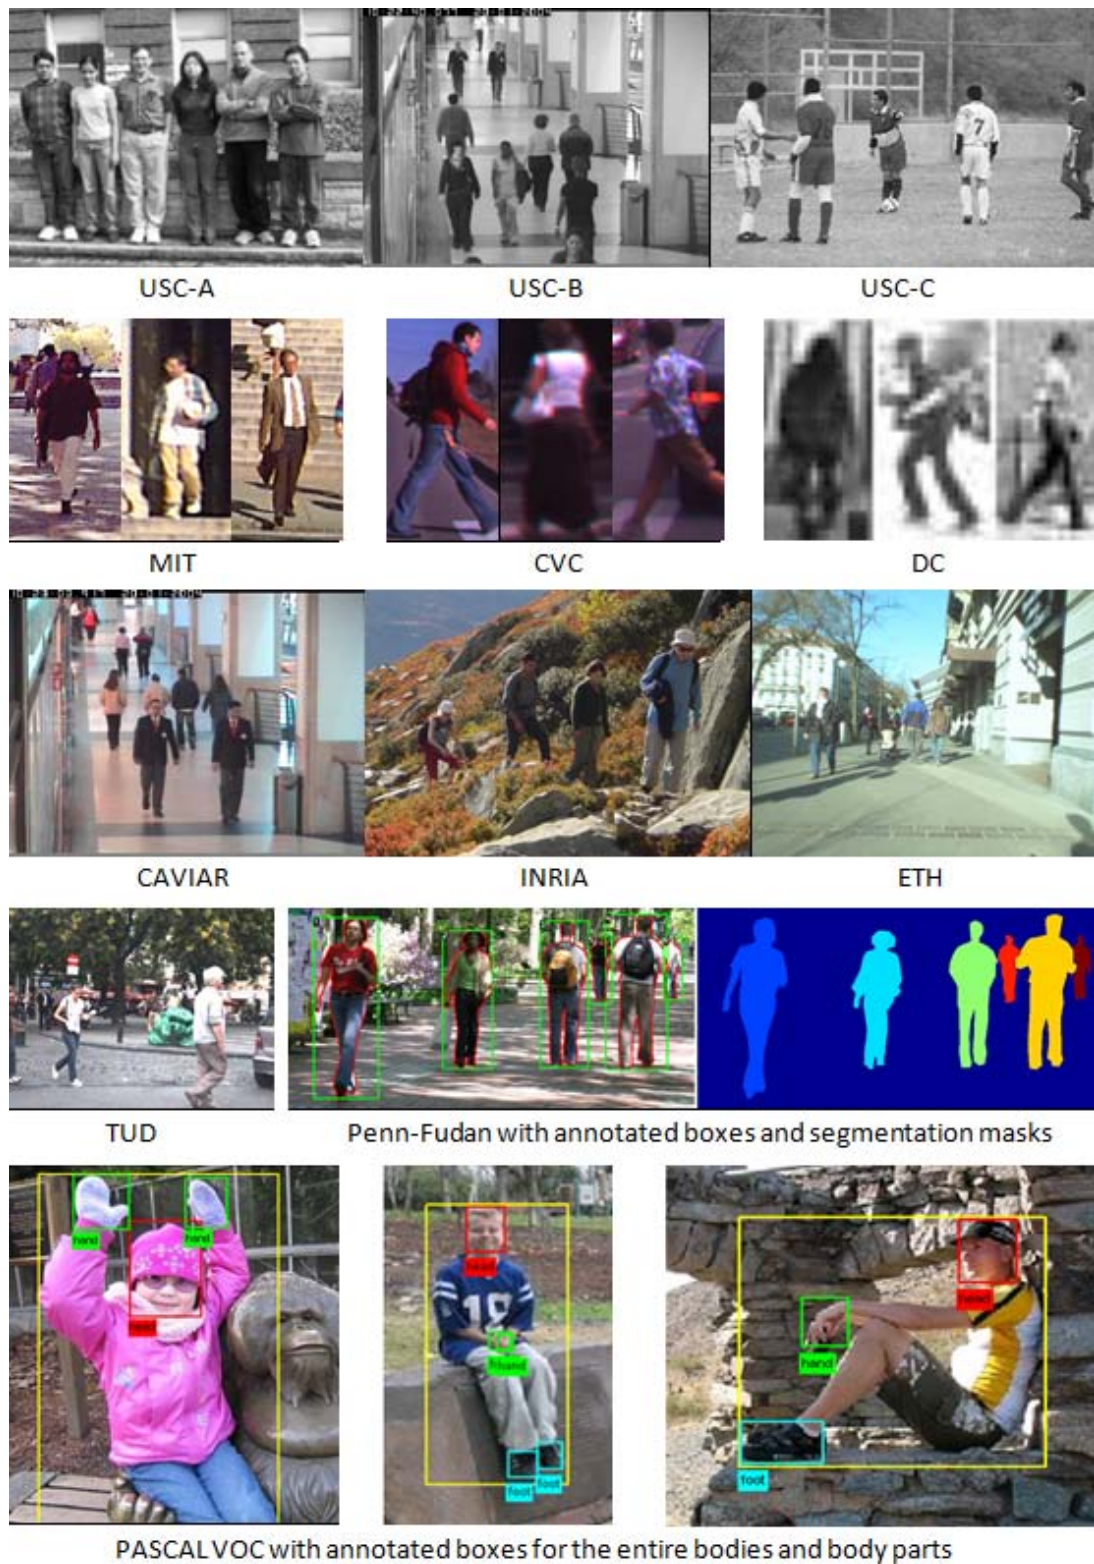 USC-A
USC-B
USC-C
7
MIT
CVC
DC
CAVIAR
INRIA
ETH
TUD
Penn-Fudan with annotated boxes and segmentation masks
hand
hand
head
head
18
hand
foot
foot
head
hand
foot
PASCAL VOC with annotated boxes for the entire bodies and body parts